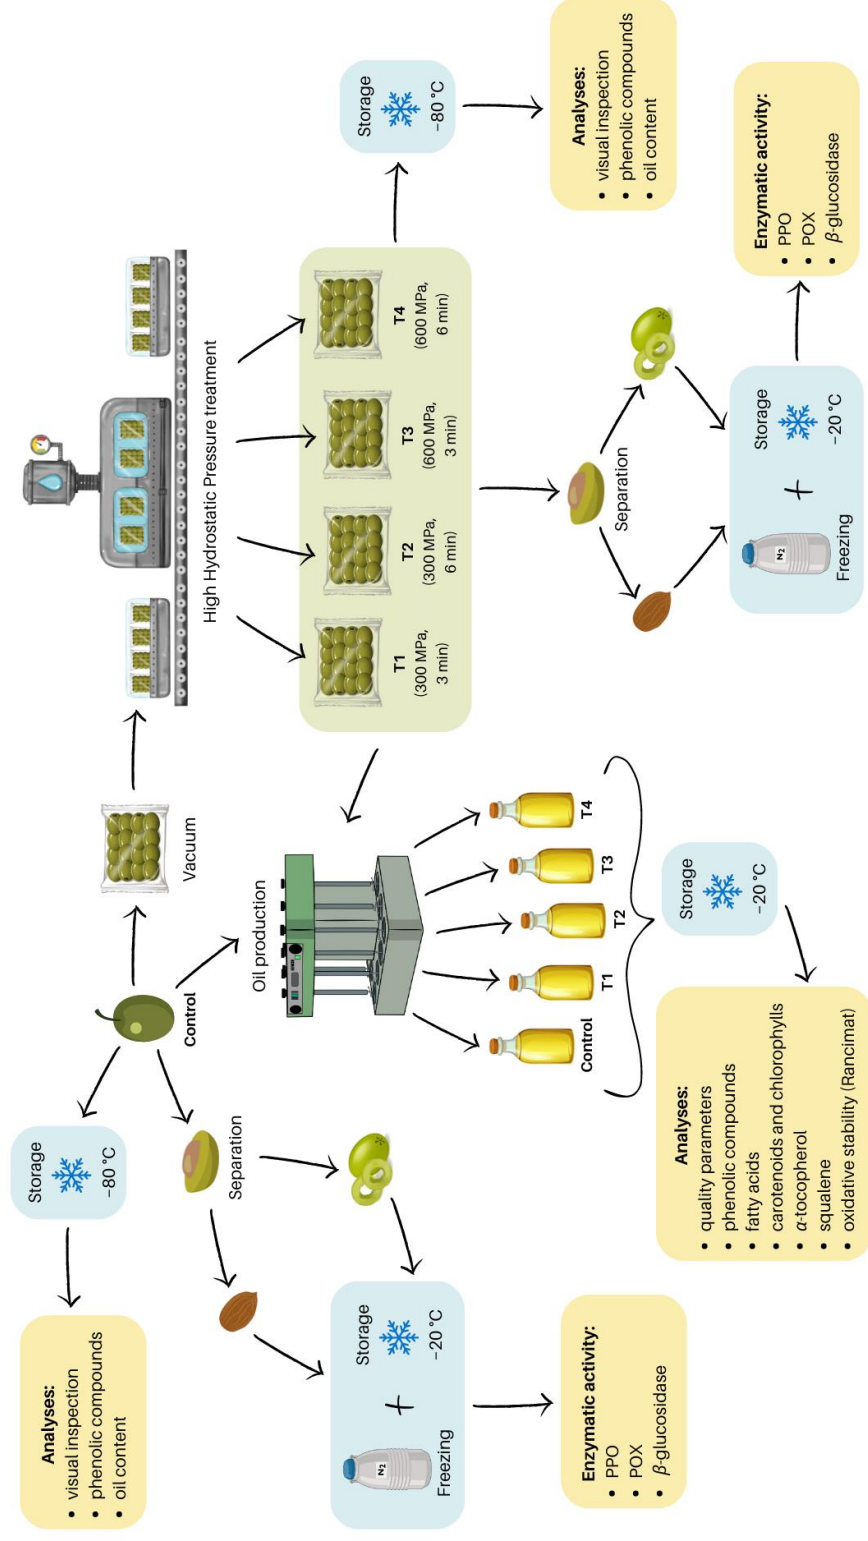 Analyses:
• visual inspection
• phenolic compounds
• oil content
Storage
−80 °C
Control
Vacuum
High Hydrostatic Pressure treatment
Separation
N2
Freezing
+
Storage
−20 °C
Enzymatic activity:
• PPO
• POX
• β-glucosidase
Oil production
Control
T1
T2
T3
T4
Storage
−20 °C
Analyses:
• quality parameters
• phenolic compounds
• fatty acids
• carotenoids and chlorophylls
• α-tocopherol
• squalene
• oxidative stability (Rancimat)
T1
(300 MPa,
3 min)
T2
(300 MPa,
6 min)
T3
(600 MPa,
3 min)
T4
(600 MPa,
6 min)
Storage
−80 °C
Analyses:
• visual inspection
• phenolic compounds
• oil content
Separation
N2
Freezing
+
Storage
−20 °C
Enzymatic activity:
• PPO
• POX
• β-glucosidase